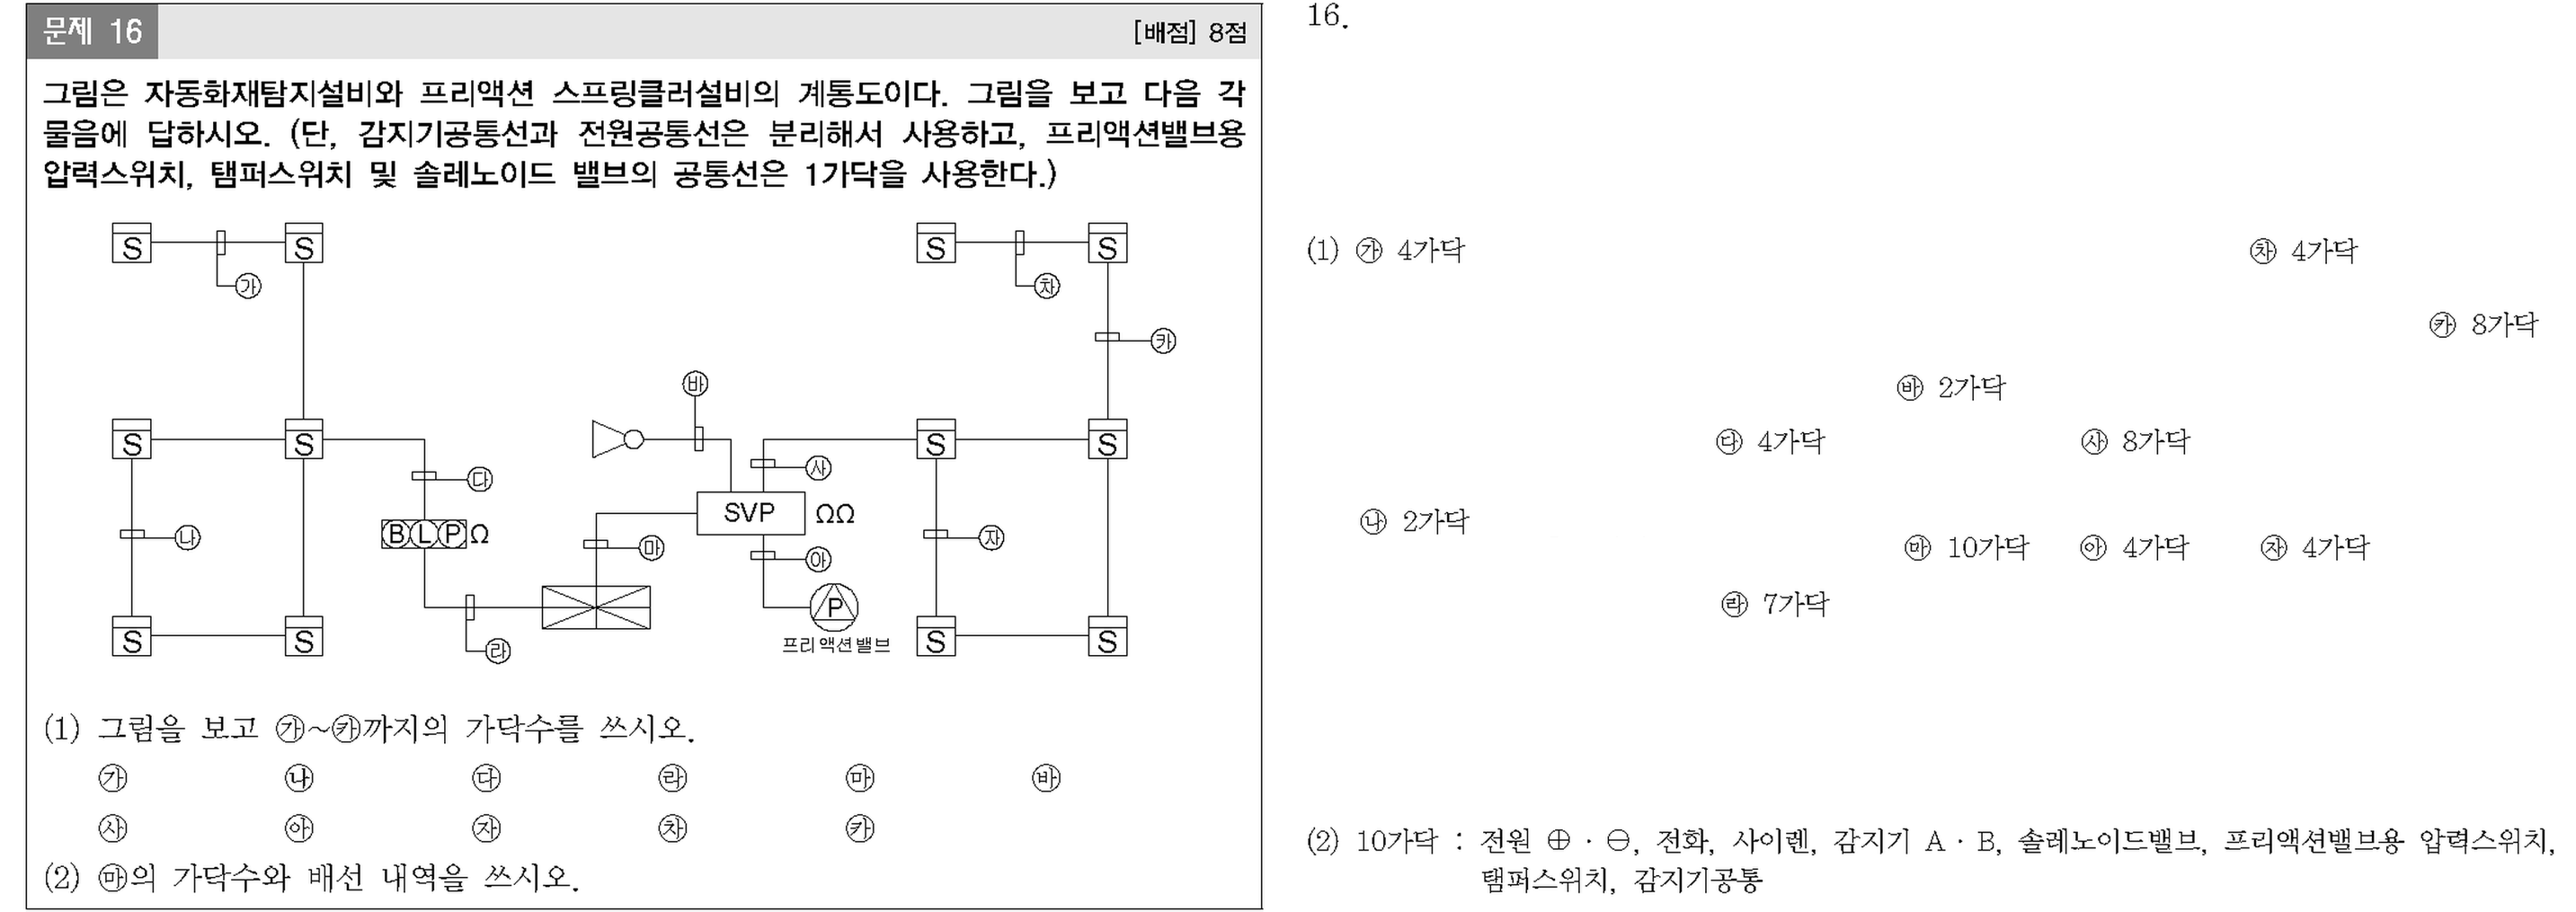 문제 16
[배점] 8점
그림은 자동화재탐지설비와 프리액션 스프링클러설비의 계통도이다. 그림을 보고 다음 각
물음에 답하시오. (단, 감지기공통선과 전원공통선은 분리해서 사용하고, 프리액션밸브용
압력스위치, 탬퍼스위치 및 솔레노이드 밸브의 공통선은 1가닥을 사용한다.)
S S S S
㉮ ㉷
㉸
㉳
S S S S
㉰ ㉴
B L P Ω SVP ΩΩ
㉯ ㉲ ㉵ ㉶
P
프리액션밸브
S S S S
㉱
(1) 그림을 보고 ㉮~㉸까지의 가닥수를 쓰시오.
㉮ ㉯ ㉰ ㉱ ㉲ ㉳
㉴ ㉵ ㉶ ㉷ ㉸
(2) ㉲의 가닥수와 배선 내역을 쓰시오.
16.
(1) ㉮ 4가닥 ㉷ 4가닥
㉸ 8가닥
㉳ 2가닥
㉰ 4가닥 ㉴ 8가닥
㉯ 2가닥
㉲ 10가닥 ㉵ 4가닥 ㉶ 4가닥
㉱ 7가닥
(2) 10가닥 : 전원 ⊕ · ⊖, 전화, 사이렌, 감지기 A · B, 솔레노이드밸브, 프리액션밸브용 압력스위치,
탬퍼스위치, 감지기공통